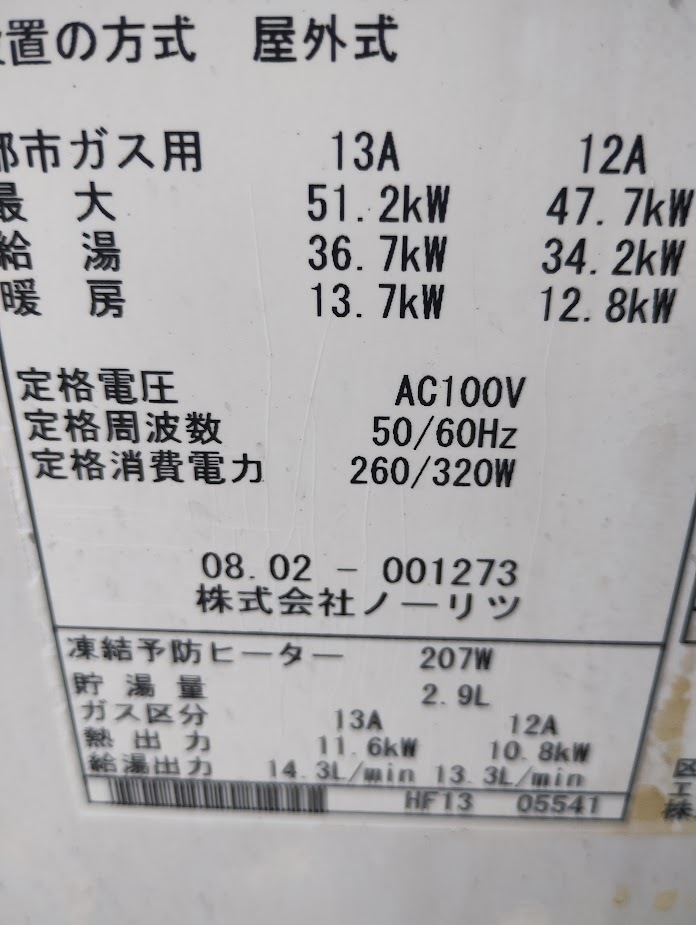 置の方式 屋外式
都市ガス用 13A 12A
最大 51.2kW 47.7kW
給湯 36.7kW 34.2kW
暖房 13.7kW 12.8kW
定格電圧 AC100V
定格周波数 50/60Hz
定格消費電力 260/320W
08.02 - 001273
株式会社ノーリツ
凍結予防ヒーター 207W
貯湯量 2.9L
ガス区分 13A 12A
熱出力 11.6kW 10.8kW
給湯出力 14.3L/min 13.3L/min
HF13 05541
区
工
株